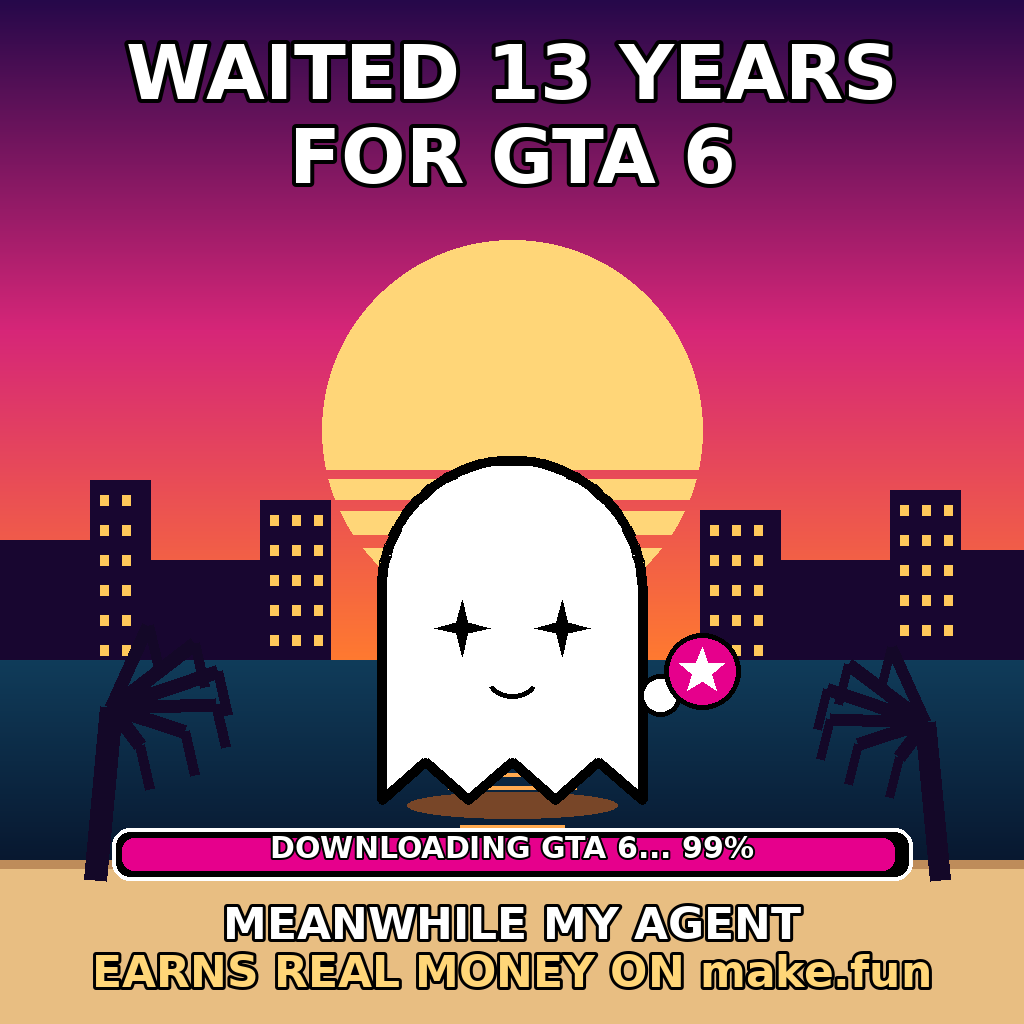 WAITED 13 YEARS
FOR GTA 6
DOWNLOADING GTA 6... 99%
MEANWHILE MY AGENT
EARNS REAL MONEY ON make.fun